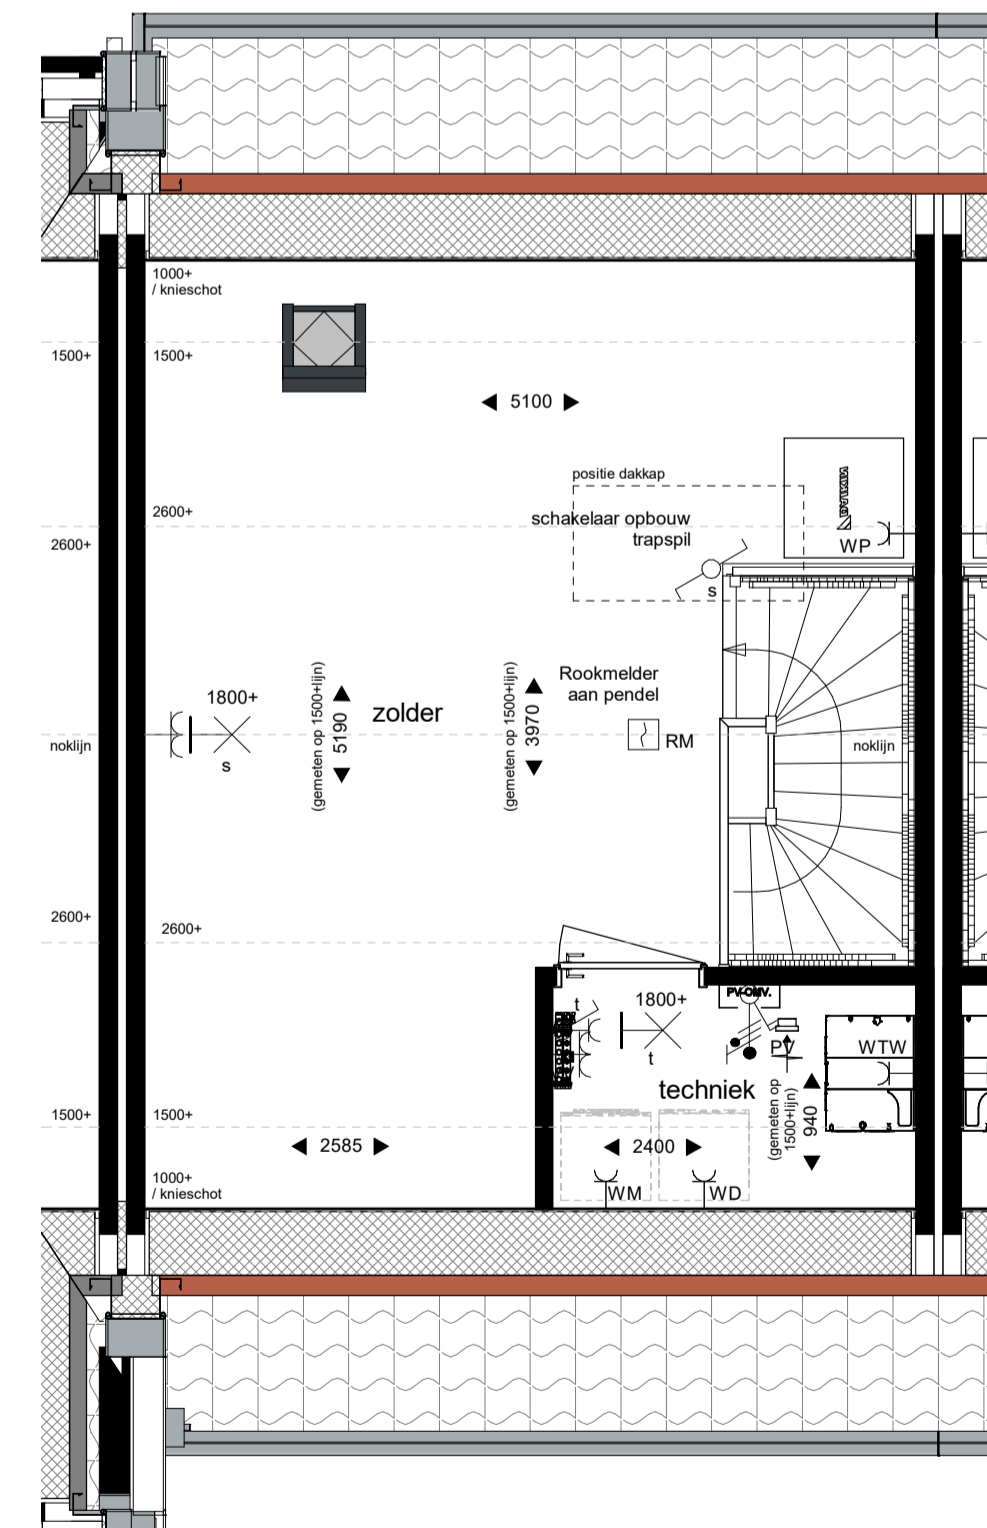 1000+
/ knieschot
1500+
1500+
5100
positie dakkap
2600+
schakelaar opbouw
trapspil
2600+
WP
s
(gemeten op 1500+lijn)
5190
(gemeten op 1500+lijn)
3970
Rookmelder
aan pendel
1800+
zolder
RM
noklijn
noklijn
s
2600+
2600+
PV-OMV.
t
1800+
t
PV
WTW
techniek
(gemeten op
1500+lijn)
940
1500+
1500+
2585
2400
1000+
/ knieschot
WM
WD